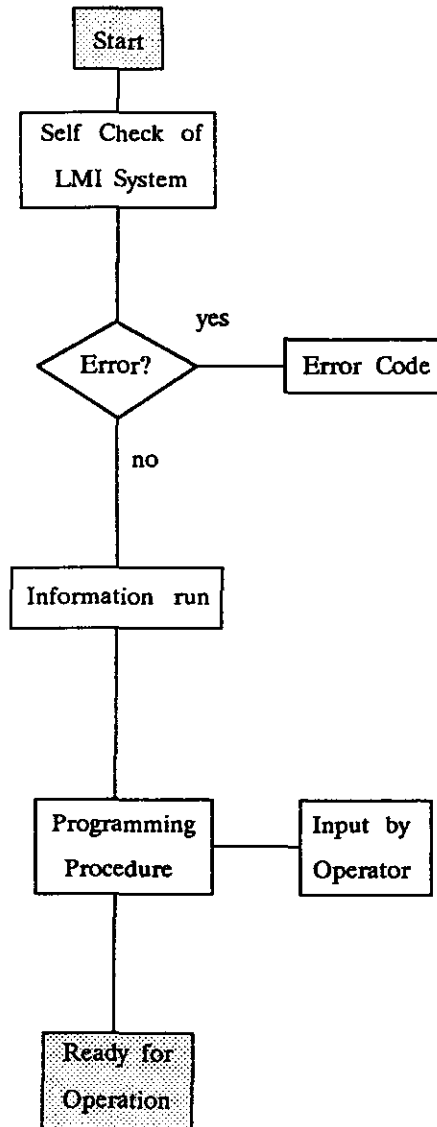 Start
Self Check of
LMI System
yes
Error?
Error Code
no
Information run
Programming
Procedure
Input by
Operator
Ready for
Operation